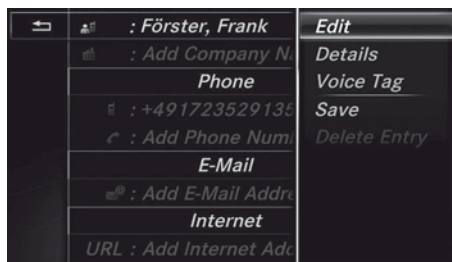 : Förster, Frank
: Add Company Na
Phone
: +491723529135
: Add Phone Num
E-Mail
: Add E-Mail Addre
Internet
URL : Add Internet Add
Edit
Details
Voice Tag
Save
Delete Entry